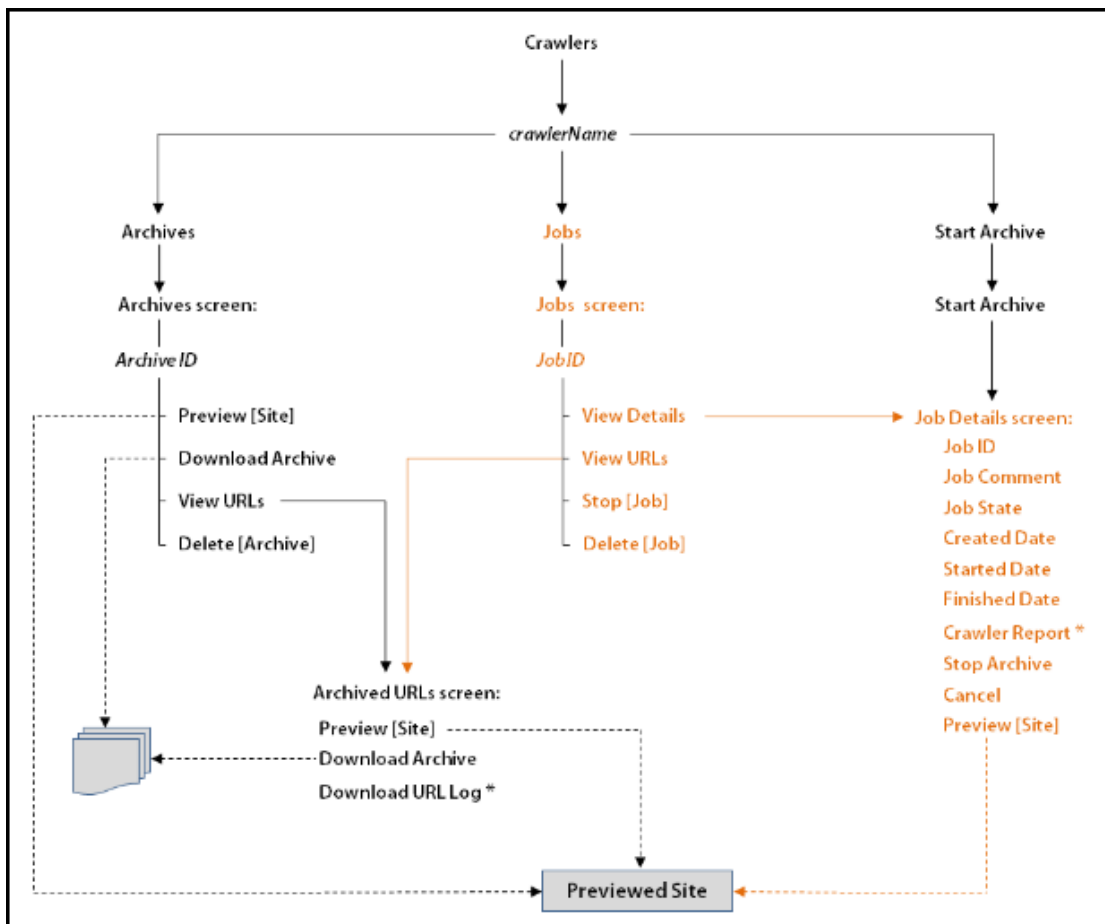 Crawlers
crawlerName
Archives
Jobs
Start Archive
Archives screen:
Jobs screen:
Start Archive
ArchiveID
JobID
Preview [Site]
View Details
Job Details screen:
Job ID
Download Archive
View URLs
Job Comment
View URLs
Stop [Job]
Job State
Delete [Archive]
Delete [Job]
Created Date
Started Date
Finished Date
Crawler Report *
Stop Archive
Cancel
Preview [Site]
Archived URLs screen:
Preview [Site]
Download Archive
Download URL Log *
Previewed Site